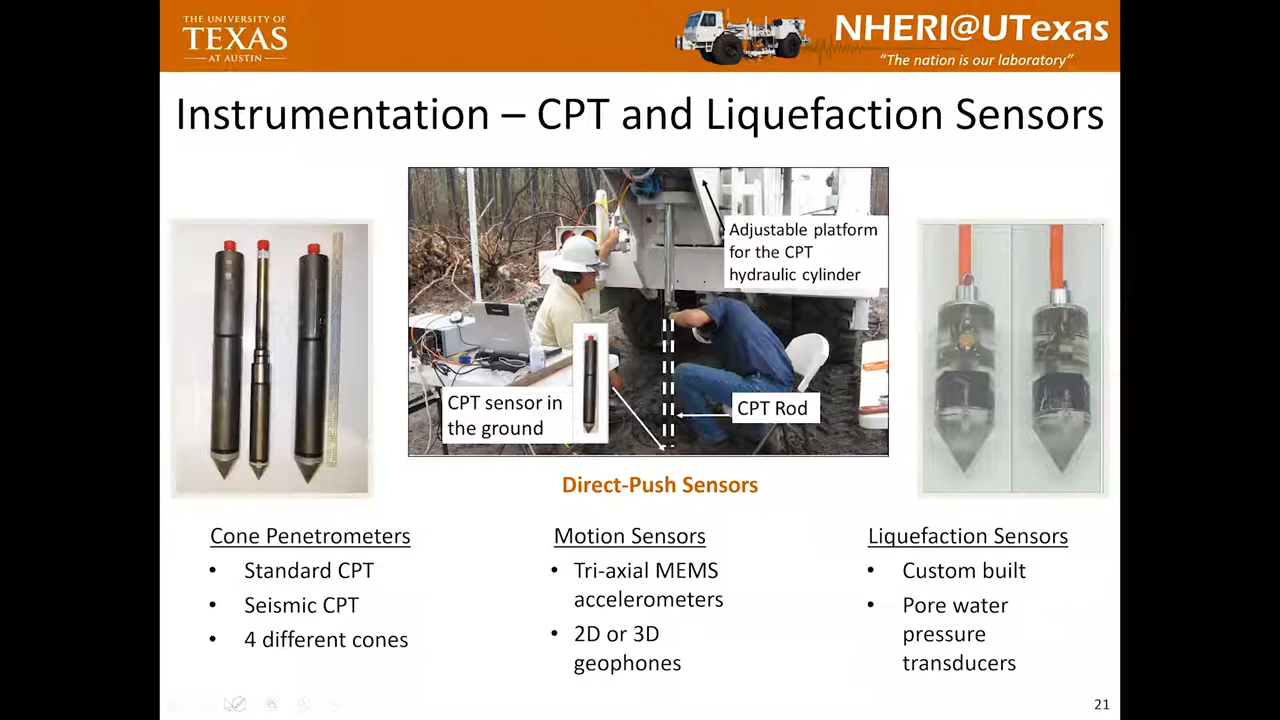 THE UNIVERSITY OF
TEXAS
AT AUSTIN
NHERI@UTexas
“The nation is our laboratory”
Instrumentation – CPT and Liquefaction Sensors
Adjustable platform
for the CPT
hydraulic cylinder
CPT sensor in
the ground
CPT Rod
Direct-Push Sensors
Cone Penetrometers
• Standard CPT
• Seismic CPT
• 4 different cones
Motion Sensors
• Tri-axial MEMS
accelerometers
• 2D or 3D
geophones
Liquefaction Sensors
• Custom built
• Pore water
pressure
transducers
21